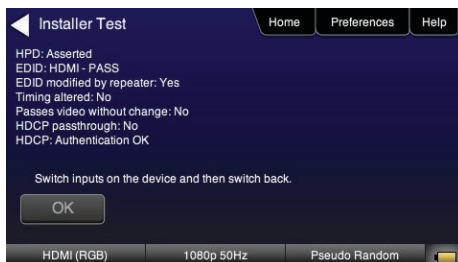 Installer Test
Home
Preferences
Help
HPD: Asserted
EDID: HDMI - PASS
EDID modified by repeater: Yes
Timing altered: No
Passes video without change: No
HDCP passthrough: No
HDCP: Authentication OK
Switch inputs on the device and then switch back.
OK
HDMI (RGB)
1080p 50Hz
Pseudo Random